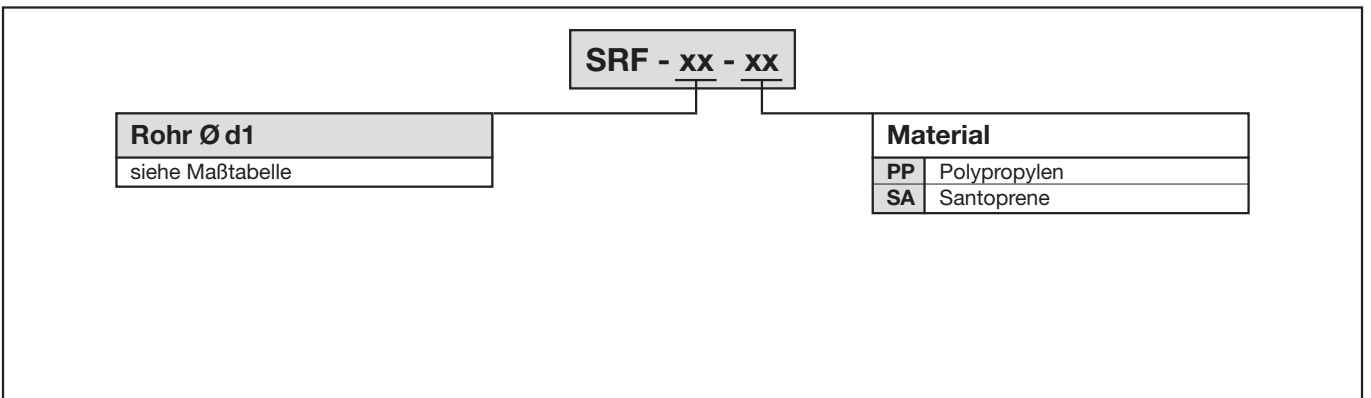 SRF - xx - xx
Rohr Ø d1
siehe Maßtabelle
Material
PP Polypropylen
SA Santoprene